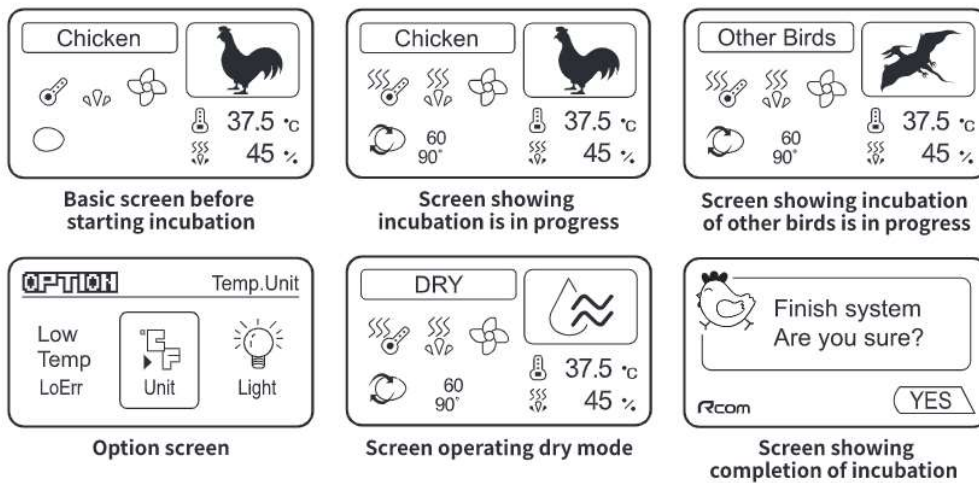 Chicken
37.5 °C
45 %
Basic screen before
starting incubation
Chicken
60
90°
37.5 °C
45 %
Screen showing
incubation is in progress
Other Birds
60
90°
37.5 °C
45 %
Screen showing incubation
of other birds is in progress
OPTION
Temp.Unit
Low
Temp
LoErr
°C
F
Unit
Light
Option screen
DRY
60
90°
37.5 °C
45 %
Screen operating dry mode
Finish system
Are you sure?
Rcom
YES
Screen showing
completion of incubation